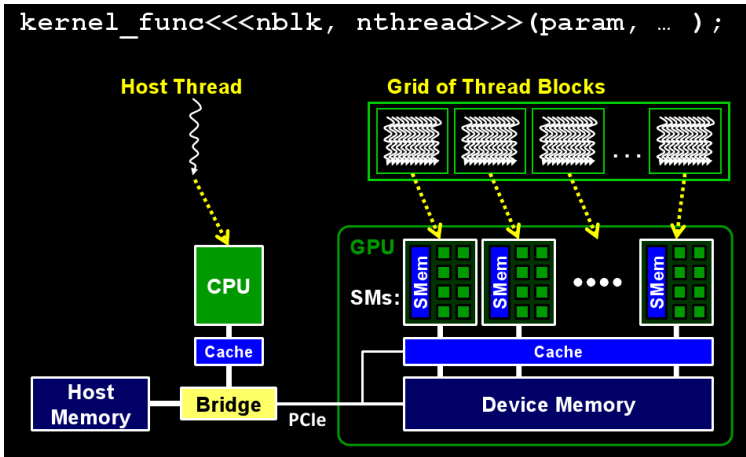 kernel_func<<<nblk, nthread>>>(param, … );
Host Thread
Grid of Thread Blocks
...
GPU
CPU
SMs:
SMem
SMem
SMem
Cache
Cache
Host
Memory
Bridge
PCIe
Device Memory